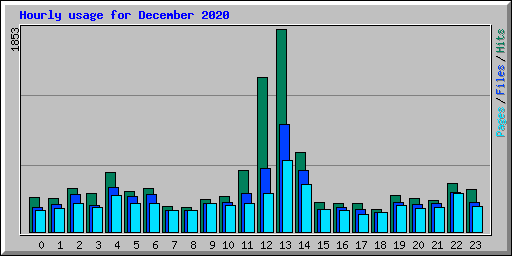 Hourly usage for December 2020
1853
Pages / Files / Hits
0 1 2 3 4 5 6 7 8 9 10 11 12 13 14 15 16 17 18 19 20 21 22 23